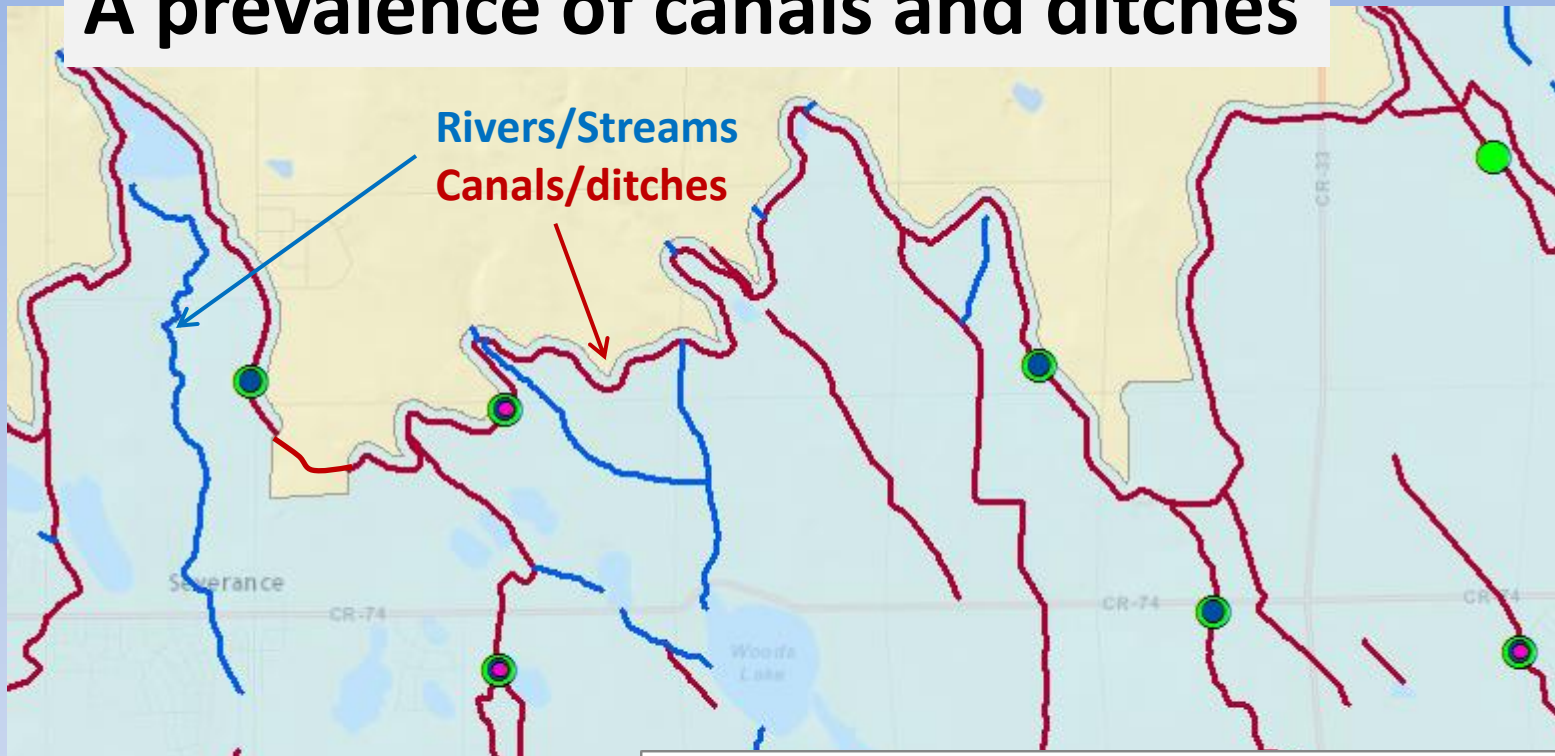 A prevalence of canals and ditches
Rivers/Streams
Canals/ditches
CR-33
Severance
CR-74
CR-74
CR-74
Woods
Lake